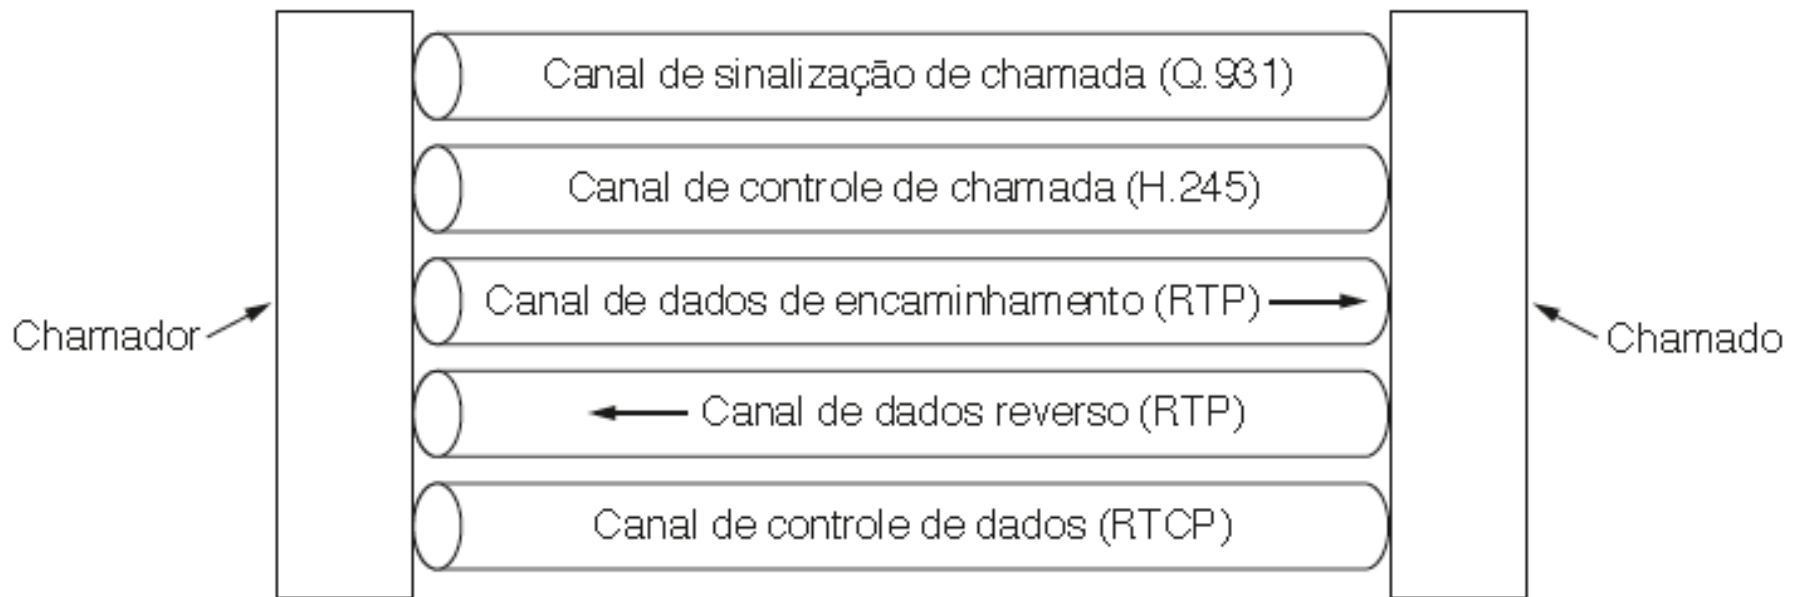 Canal de sinalização de chamada (Q.931)
Canal de controle de chamada (H.245)
Canal de dados de encaminhamento (RTP)
Chamador
Chamado
Canal de dados reverso (RTP)
Canal de controle de dados (RTCP)